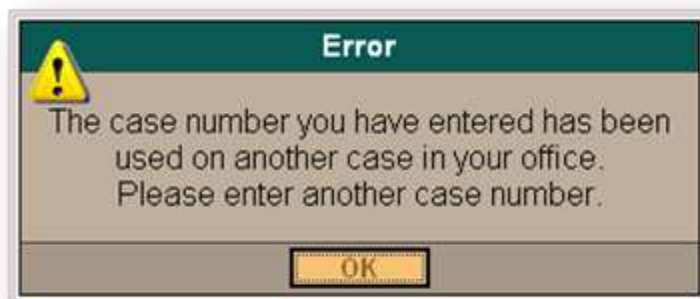 Error
The case number you have entered has been
used on another case in your office.
Please enter another case number.
OK